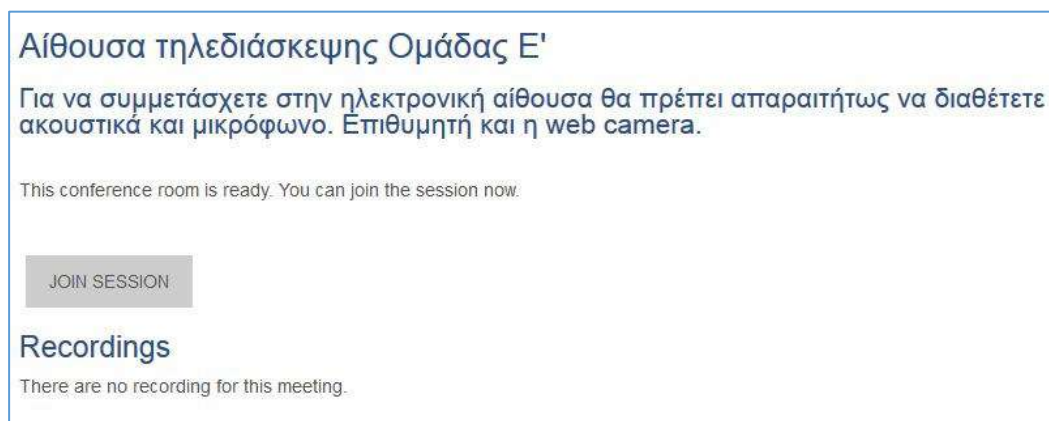 Αίθουσα τηλεδιάσκεψης Ομάδας Ε'
Για να συμμετάσχετε στην ηλεκτρονική αίθουσα θα πρέπει απαραιτήτως να διαθέτετε
ακουστικά και μικρόφωνο. Επιθυμητή και η web camera.
This conference room is ready. You can join the session now.
JOIN SESSION
Recordings
There are no recording for this meeting.